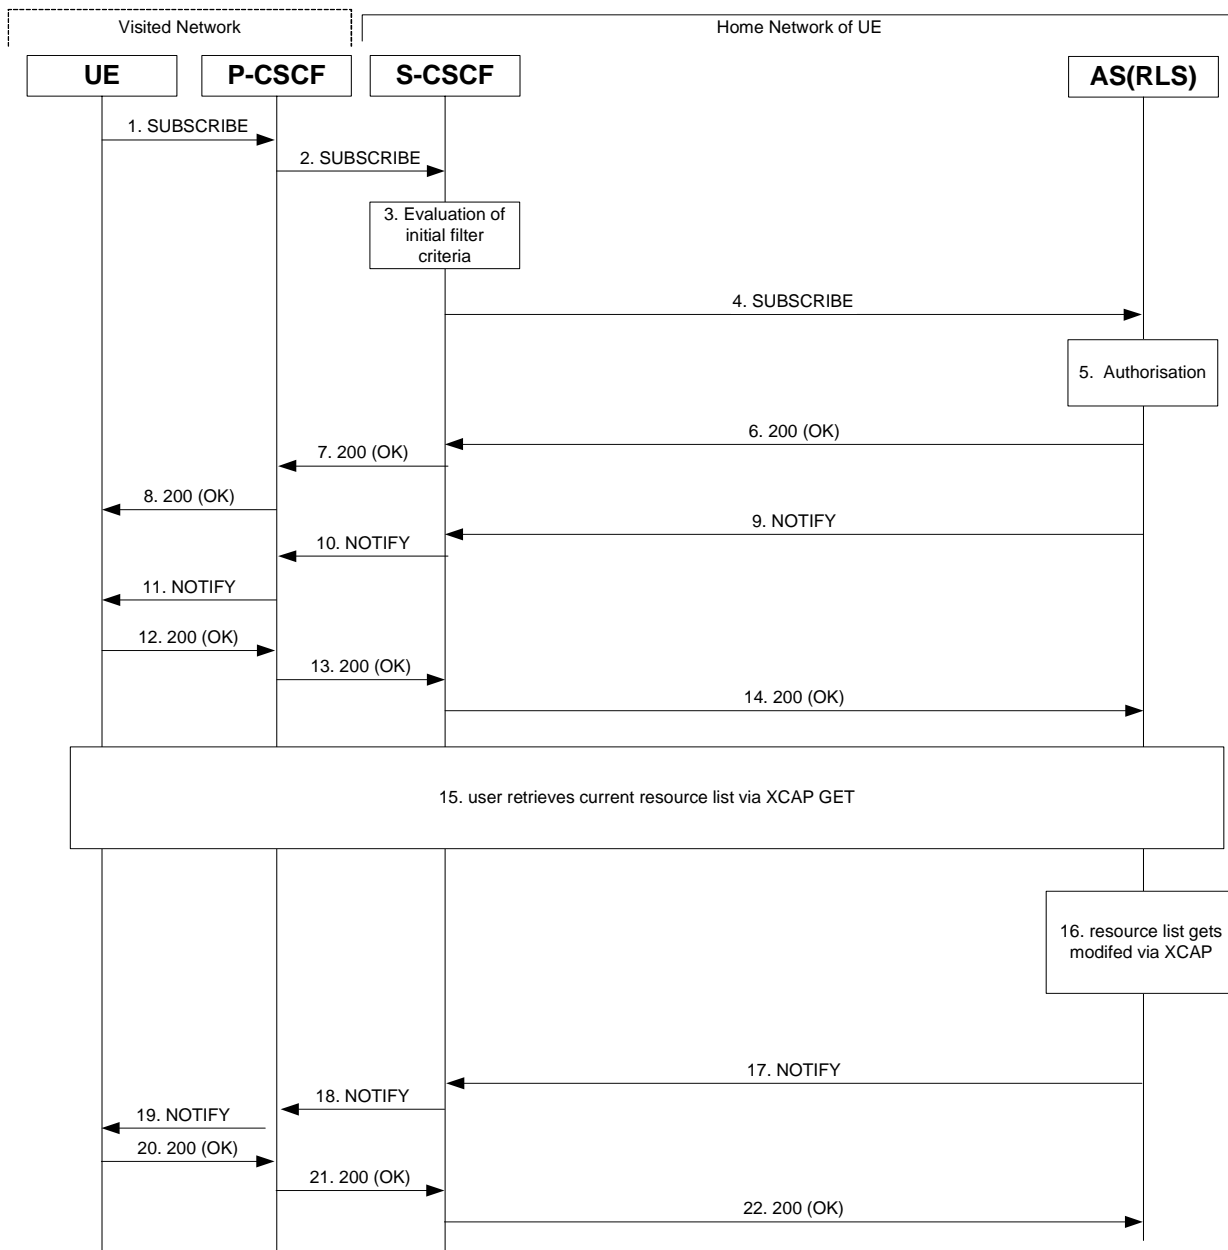 Visited Network
Home Network of UE
UE
P-CSCF
S-CSCF
AS(RLS)
1. SUBSCRIBE
2. SUBSCRIBE
3. Evaluation of
initial filter
criteria
4. SUBSCRIBE
5. Authorisation
6. 200 (OK)
7. 200 (OK)
8. 200 (OK)
9. NOTIFY
10. NOTIFY
11. NOTIFY
12. 200 (OK)
13. 200 (OK)
14. 200 (OK)
15. user retrieves current resource list via XCAP GET
16. resource list gets
modifed via XCAP
17. NOTIFY
18. NOTIFY
19. NOTIFY
20. 200 (OK)
21. 200 (OK)
22. 200 (OK)